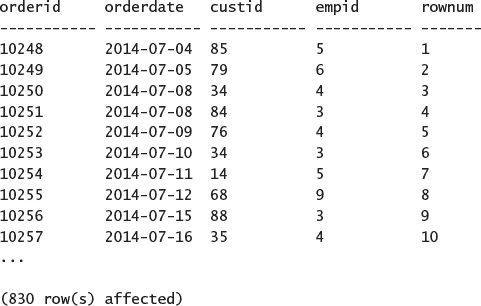 orderid orderdate custid empid rownum
----------- ----------- ----------- ----------- -------
10248 2014-07-04 85 5 1
10249 2014-07-05 79 6 2
10250 2014-07-08 34 4 3
10251 2014-07-08 84 3 4
10252 2014-07-09 76 4 5
10253 2014-07-10 34 3 6
10254 2014-07-11 14 5 7
10255 2014-07-12 68 9 8
10256 2014-07-15 88 3 9
10257 2014-07-16 35 4 10
...
(830 row(s) affected)